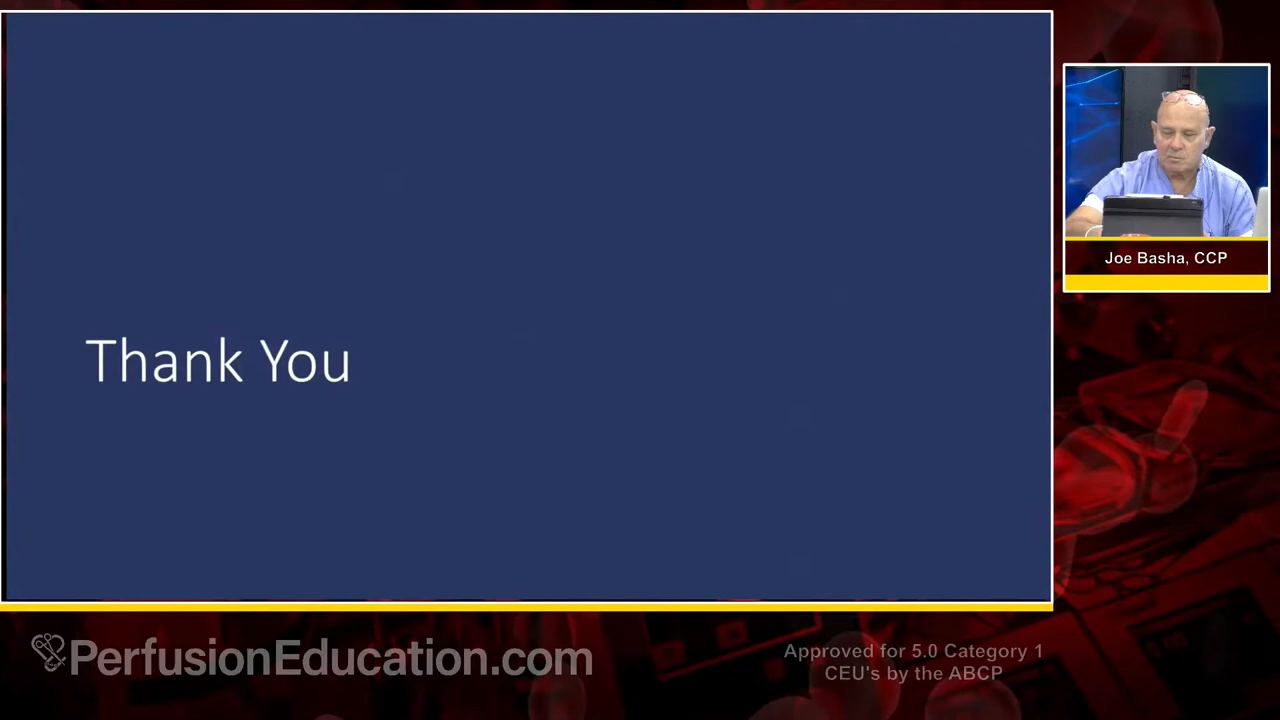 Thank You
Joe Basha, CCP
PerfusionEducation.com
Approved for 5.0 Category 1
CEU's by the ABCP